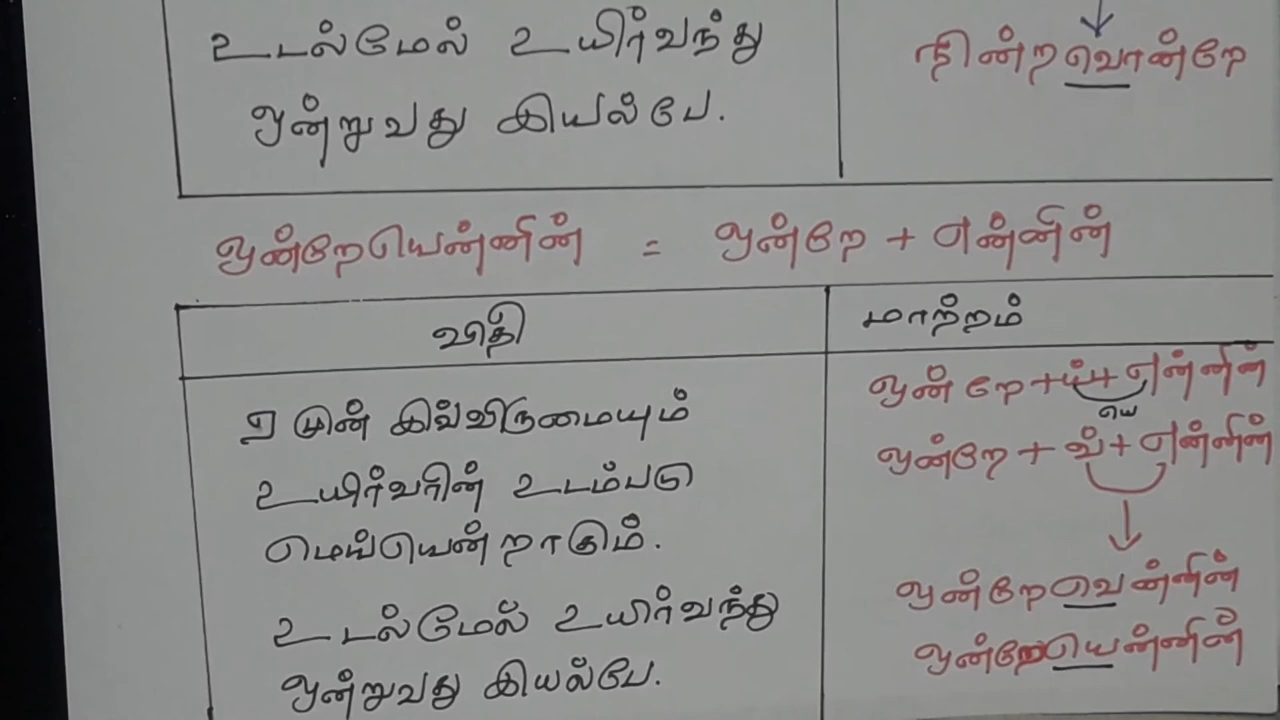 உடல்மேல் உயிர்வந்து
ஒன்றுவது இயல்பே.
நின்றவொன்றே
ஒன்றேயென்னின் = ஒன்றே + என்னின்
விதி
மாற்றம்
ஏ முன் இவ்விருமையும்
உயிர்வரின் உடம்படு
மெய்யென்றாகும்.
உடல்மேல் உயிர்வந்து
ஒன்றுவது இயல்பே.
ஒன்றே+ய்+என்னின்
யெ
ஒன்றே + வ் + என்னின்
ஒன்றேவென்னின்
ஒன்றேயென்னின்